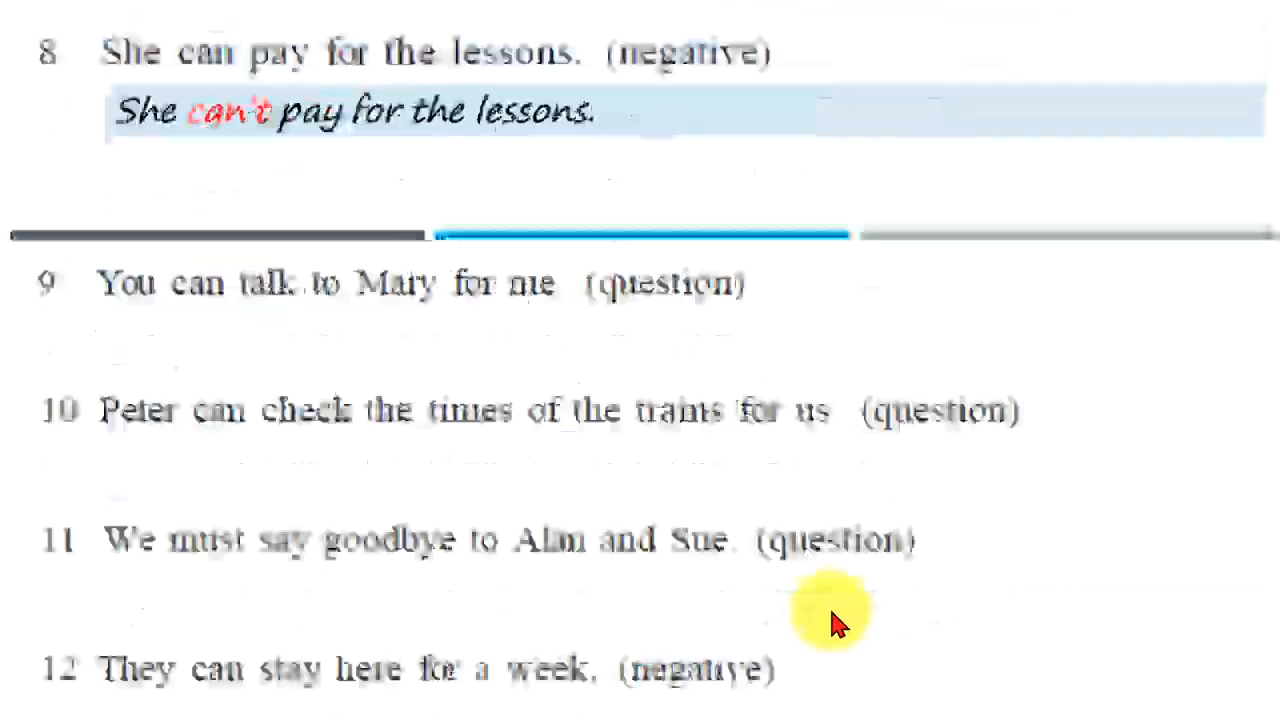 8 She can pay for the lessons. (negative)
She can't pay for the lessons.
9 You can talk to Mary for me (question)
10 Peter can check the times of the trains for us (question)
11 We must say goodbye to Alan and Sue. (question)
12 They can stay here for a week. (negative)